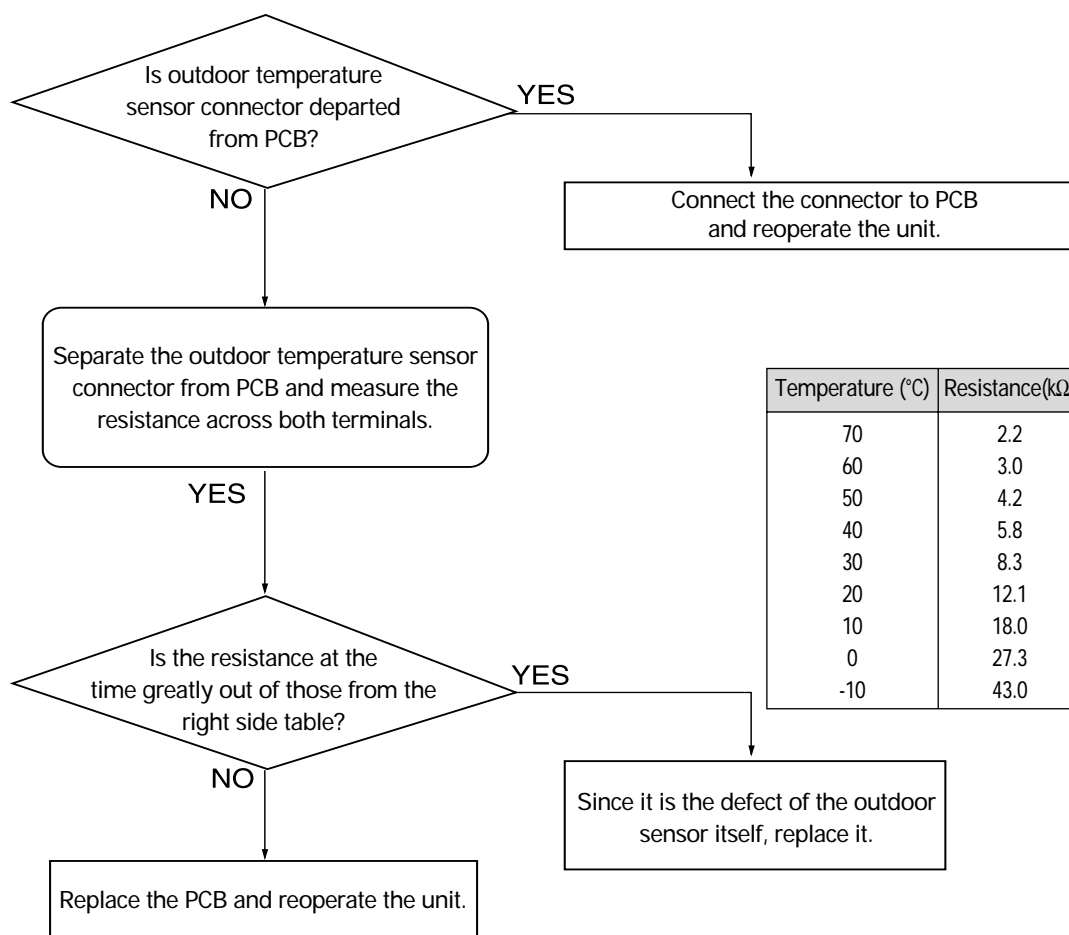 Is outdoor temperature
sensor connector departed
from PCB?
YES
NO
Connect the connector to PCB
and reoperate the unit.
Separate the outdoor temperature sensor
connector from PCB and measure the
resistance across both terminals.
YES
Temperature (°C) Resistance(kΩ
70 2.2
60 3.0
50 4.2
40 5.8
30 8.3
20 12.1
10 18.0
0 27.3
-10 43.0
Is the resistance at the
time greatly out of those from the
right side table?
YES
NO
Since it is the defect of the outdoor
sensor itself, replace it.
Replace the PCB and reoperate the unit.